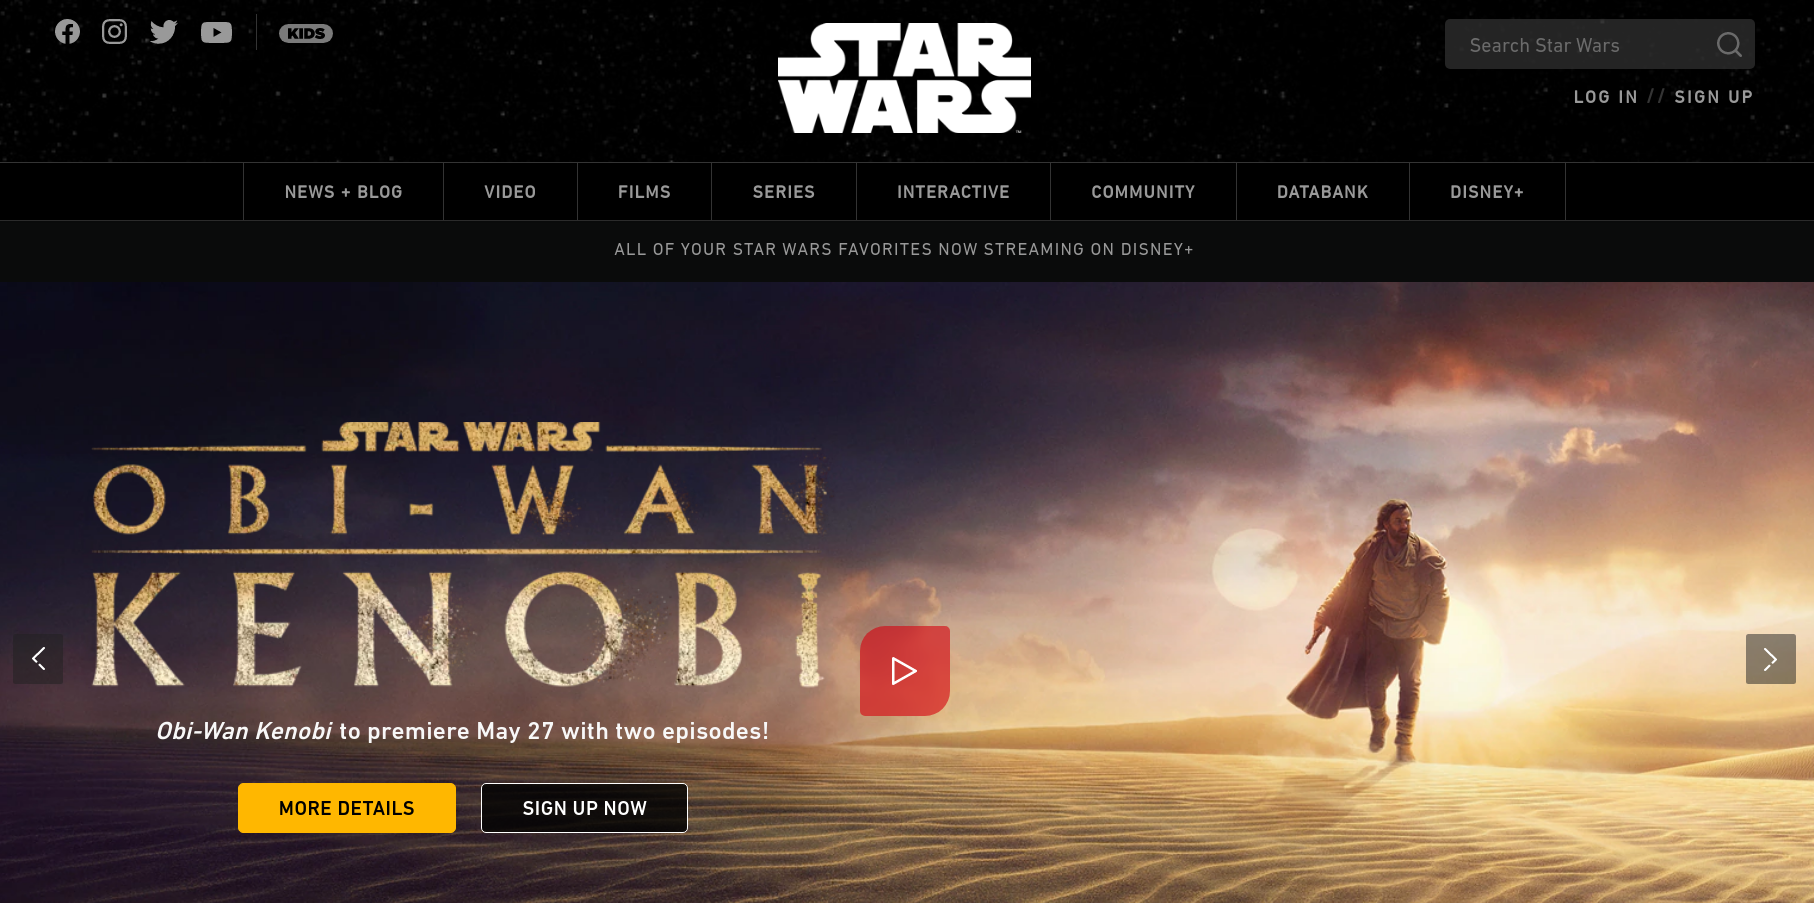 KIDS
STAR
WARS
Search Star Wars
LOG IN // SIGN UP
NEWS + BLOG
VIDEO
FILMS
SERIES
INTERACTIVE
COMMUNITY
DATABANK
DISNEY+
ALL OF YOUR STAR WARS FAVORITES NOW STREAMING ON DISNEY+
STAR WARS
OBI-WAN
KENOBI
Obi-Wan Kenobi to premiere May 27 with two episodes!
MORE DETAILS
SIGN UP NOW